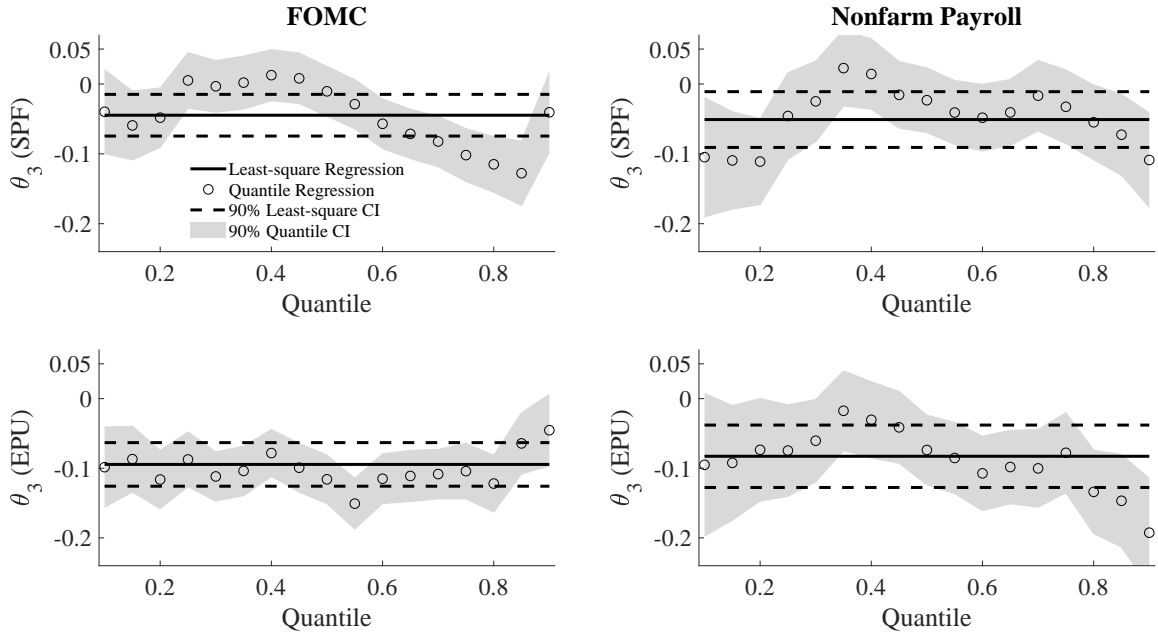 FOMC
0.05
0
-0.1
-0.2
θ3 (SPF)
Least-square Regression
Quantile Regression
90% Least-square CI
90% Quantile CI
0.2 0.4 0.6 0.8
Quantile
Nonfarm Payroll
0.05
0
-0.1
-0.2
θ3 (SPF)
0.2 0.4 0.6 0.8
Quantile
0.05
0
-0.1
-0.2
θ3 (EPU)
0.2 0.4 0.6 0.8
Quantile
0.05
0
-0.1
-0.2
θ3 (EPU)
0.2 0.4 0.6 0.8
Quantile